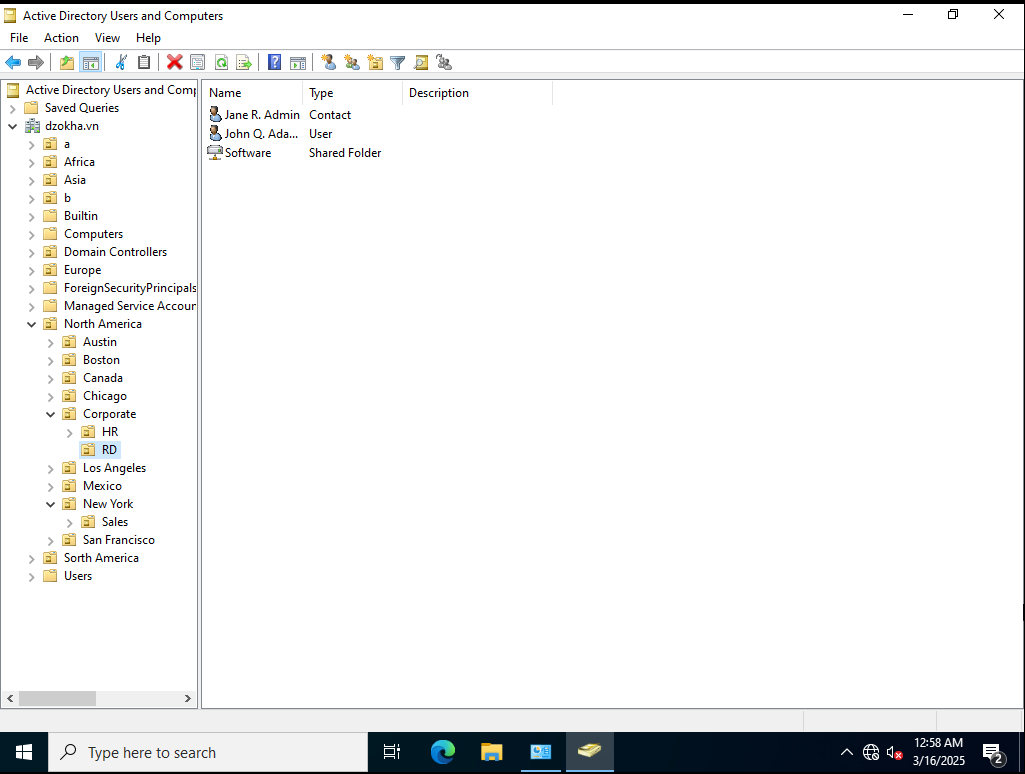 Active Directory Users and Computers
File Action View Help
Active Directory Users and Comp
Saved Queries
dzokha.vn
a
Africa
Asia
b
Builtin
Computers
Domain Controllers
Europe
ForeignSecurityPrincipals
Managed Service Accour
North America
Austin
Boston
Canada
Chicago
Corporate
HR
RD
Los Angeles
Mexico
New York
Sales
San Francisco
Sorth America
Users
Name Type Description
Jane R. Admin Contact
John Q. Ada... User
Software Shared Folder
Type here to search
12:58 AM
3/16/2025
2